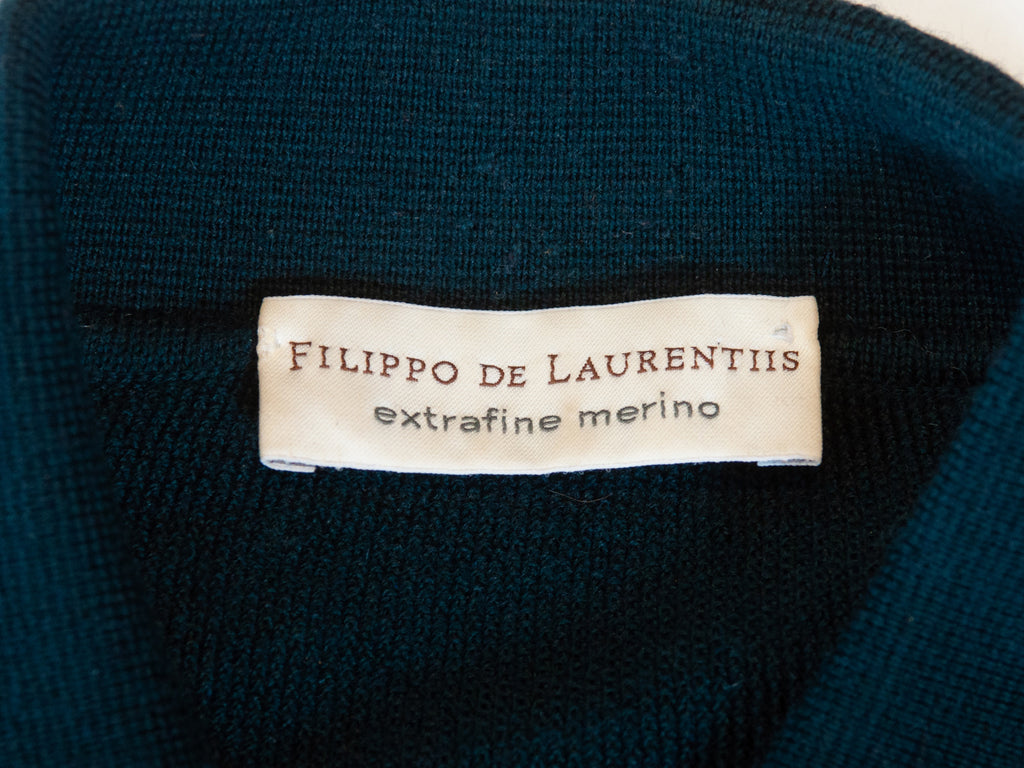 FILIPPO DE LAURENTIIS
extrafine merino